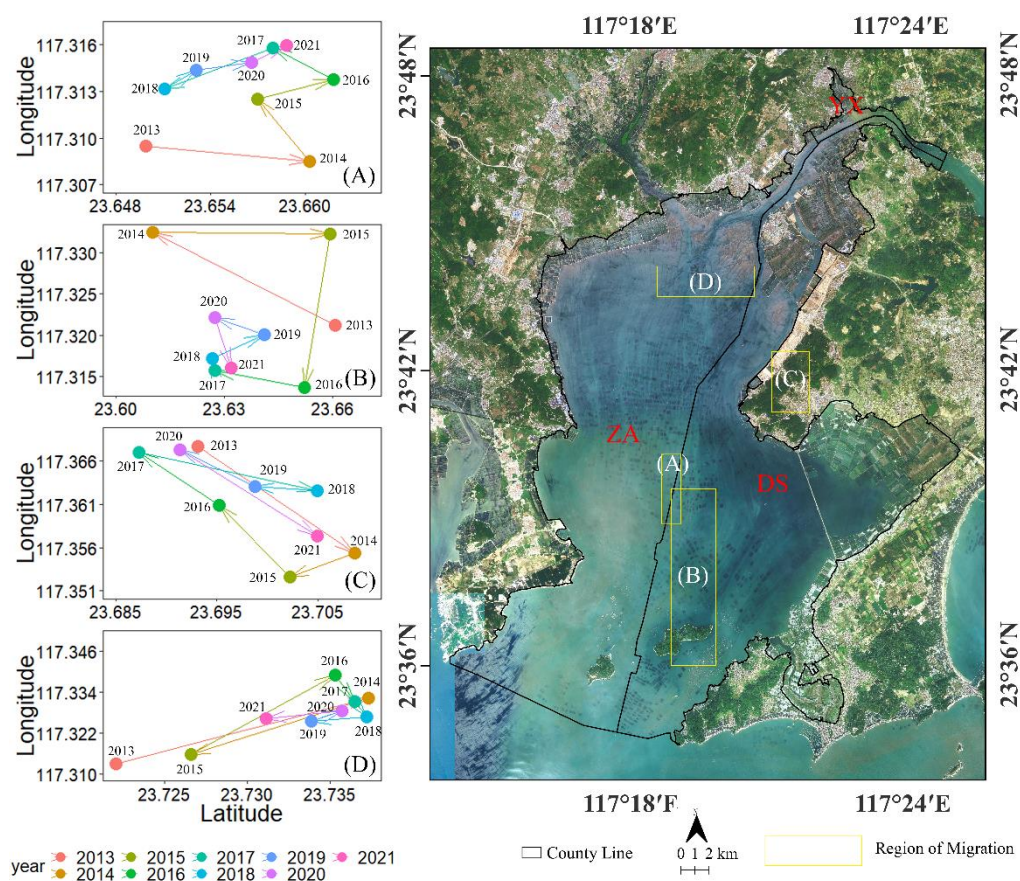 117.316
117.313
117.310
117.307
Longitude
2013
2014
2015
2016
2017
2018
2019
2020
2021
(A)
23.648
23.654
23.660
117.330
117.325
117.320
117.315
Longitude
2014
2015
2013
2020
2019
2018
2017
2021
2016
(B)
23.60
23.63
23.66
117.366
117.361
117.356
117.351
Longitude
2020
2013
2017
2019
2018
2016
2021
2014
2015
(C)
23.685
23.695
23.705
117.346
117.334
117.322
117.310
Longitude
2016
2014
2017
2021
2020
2019
2018
2013
2015
(D)
23.725
23.730
23.735
Latitude
year
2013
2015
2017
2019
2021
2014
2016
2018
2020
117°18′E
117°24′E
23°48′N
23°48′N
YX
(D)
23°42′N
23°42′N
(C)
ZA
(A)
DS
(B)
23°36′N
23°36′N
117°18′E
117°24′E
County Line
0 1 2 km
Region of Migration